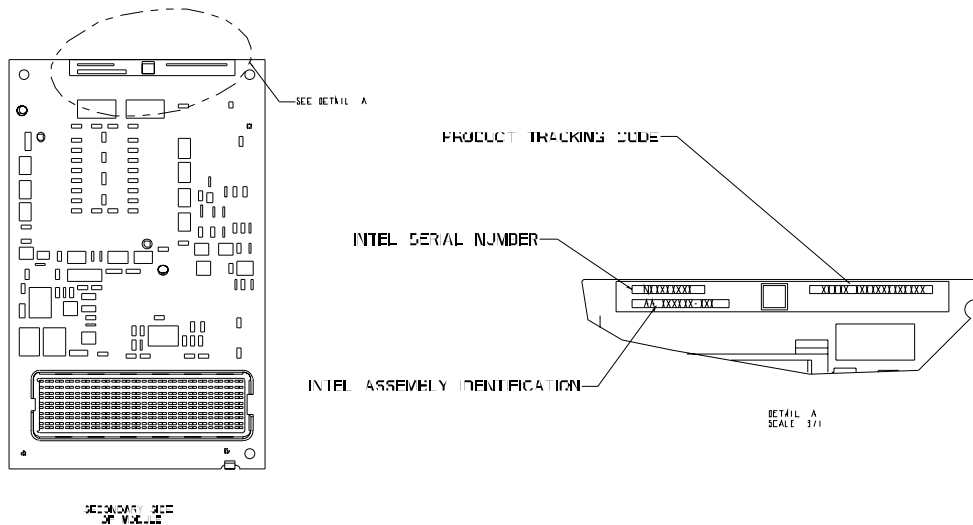 SEE DETAIL A
PRODUCT TRACKING CODE
INTEL SERIAL NUMBER
INTEL ASSEMBLY IDENTIFICATION
DETAIL A
SCALE 3/1
SECONDARY SIDE
OF MODULE